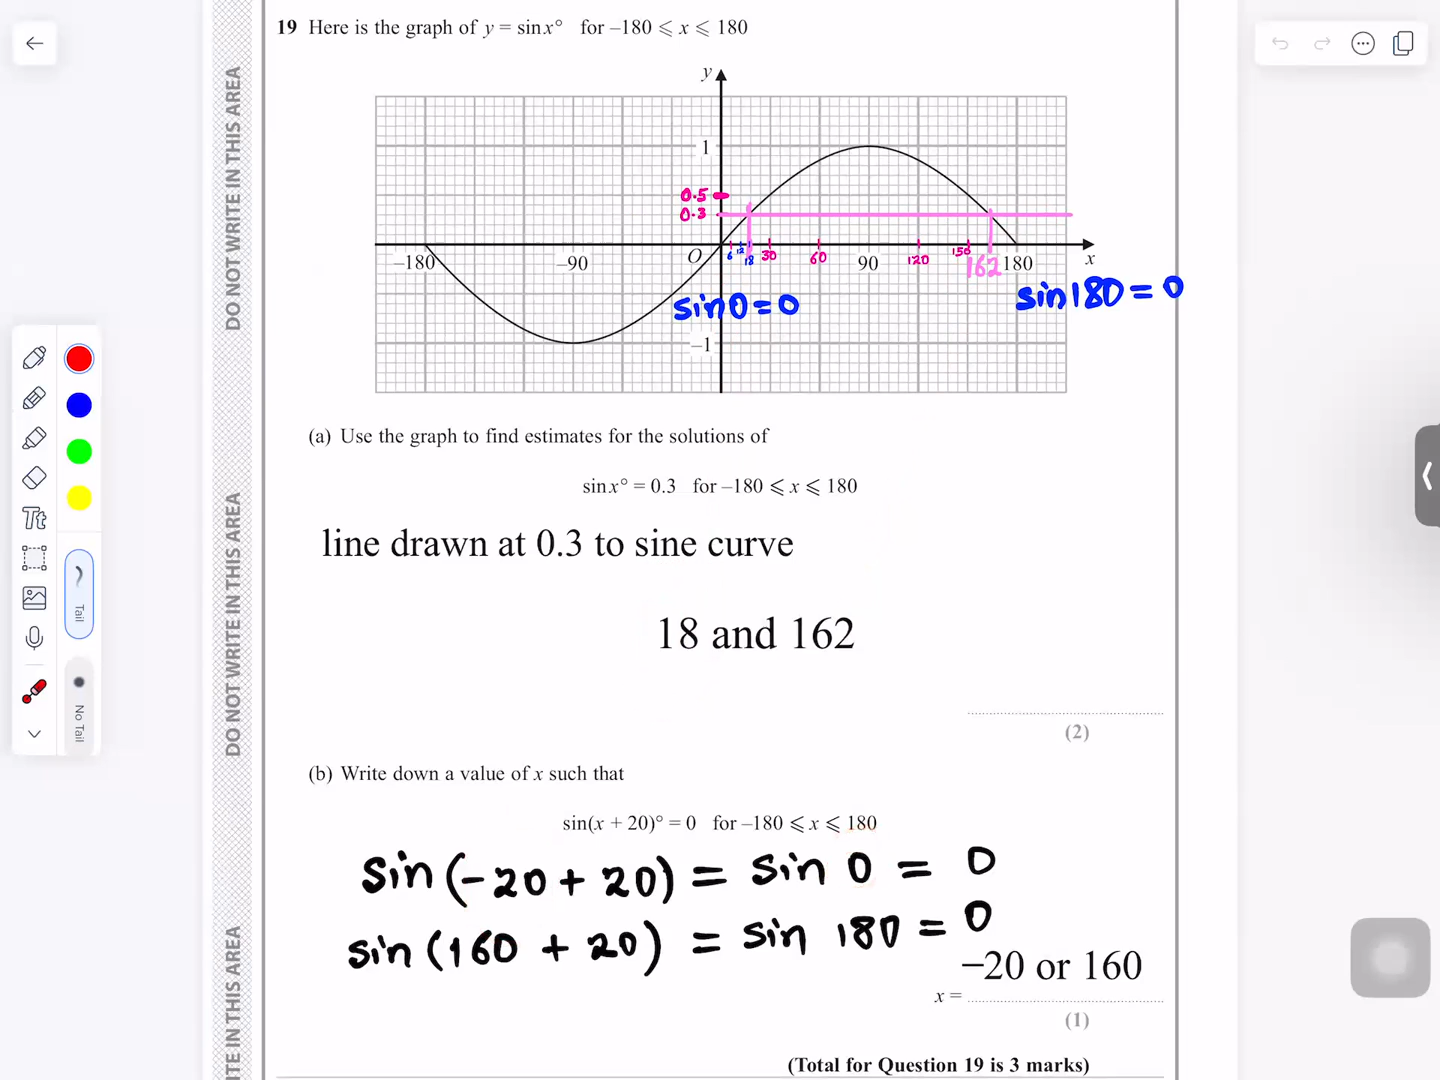 19 Here is the graph of y = sin x° for –180 ⩽ x ⩽ 180
y
1
0.5
0.3
–180
–90
O
6
12
18
30
60
90
120
150
162
180
x
sin 0 = 0
sin 180 = 0
–1
(a) Use the graph to find estimates for the solutions of
sin x° = 0.3 for –180 ⩽ x ⩽ 180
line drawn at 0.3 to sine curve
18 and 162
(2)
(b) Write down a value of x such that
sin(x + 20)° = 0 for –180 ⩽ x ⩽ 180
sin (-20 + 20) = sin 0 = 0
sin (160 + 20) = sin 180 = 0
−20 or 160
x =
(1)
(Total for Question 19 is 3 marks)
DO NOT WRITE IN THIS AREA
DO NOT WRITE IN THIS AREA
TE IN THIS AREA
Tt
Tail
No Tail